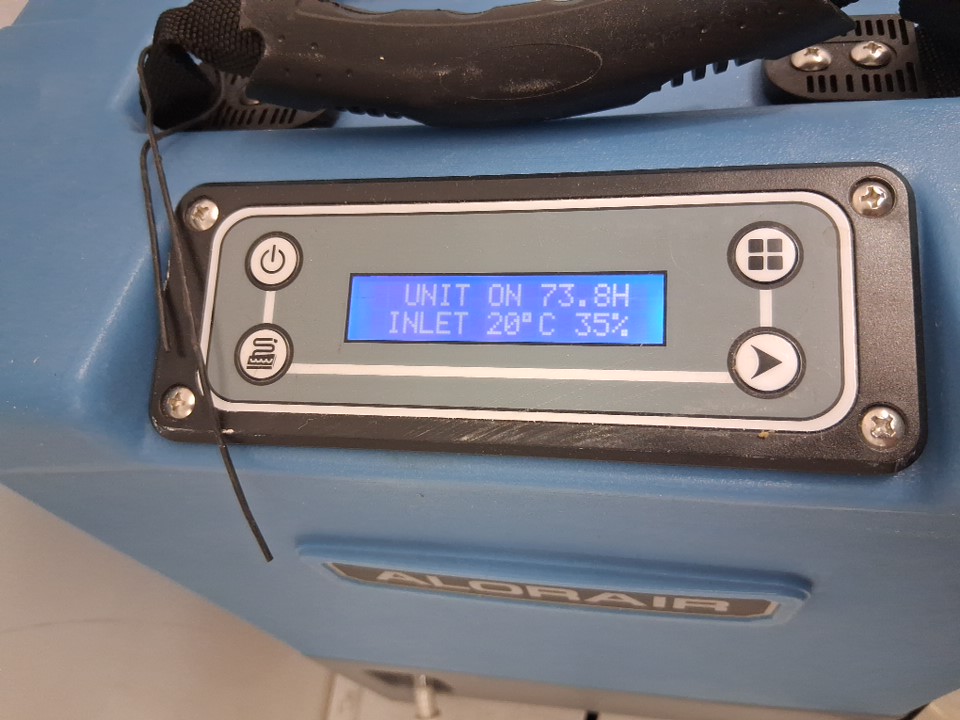 UNIT ON 73.8H
INLET 20°C 35%
ALORAIR